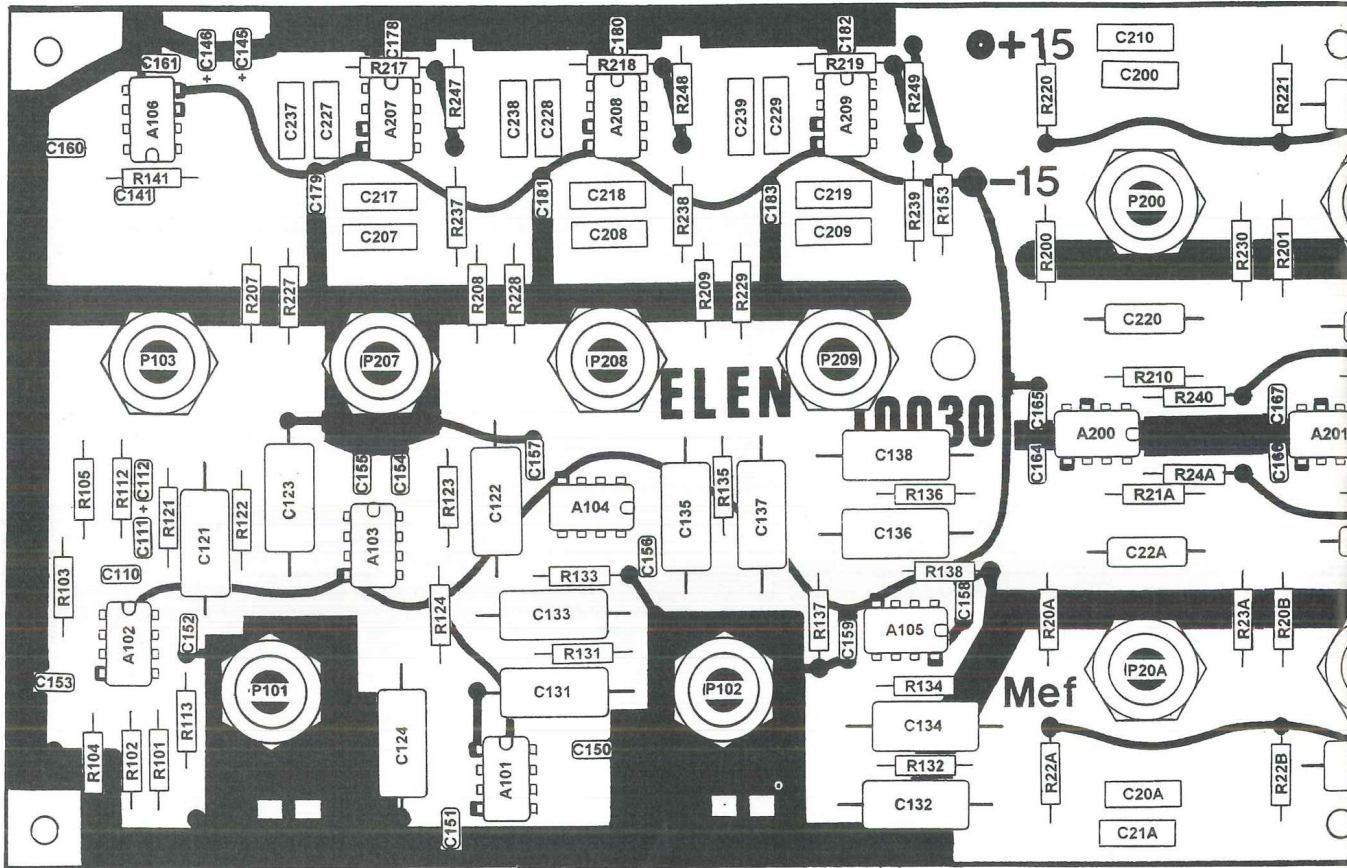 C161
C146
+
C145
+
C178
C180
C182
+15
C210
C200
R217
R218
R219
R247
R248
R249
R220
R221
A106
C237
C227
A207
C238
C228
A208
C239
C229
A209
C160
R141
C141
C179
C217
C207
R237
C181
C218
C208
R238
C183
C219
C209
R239
R153
-15
P200
R200
R230
R201
R207
R227
R208
R228
R209
R229
C220
P103
P207
P208
P209
ELEN
10030
R210
R240
C165
C167
A200
A201
C164
C166
R24A
R21A
C22A
R105
R112
C112
+
C111
R121
C121
R122
C123
C155
C154
A103
R123
C122
C157
A104
C135
R135
C137
C138
R136
C136
C110
R103
A102
C152
C153
R124
R133
C156
C133
R131
C131
R138
R137
C159
A105
C158
R20A
R23A
R20B
P101
P102
P20A
R134
Mef
C134
R104
R102
R101
R113
C124
A101
C150
C151
R132
C132
R22A
R22B
C20A
C21A